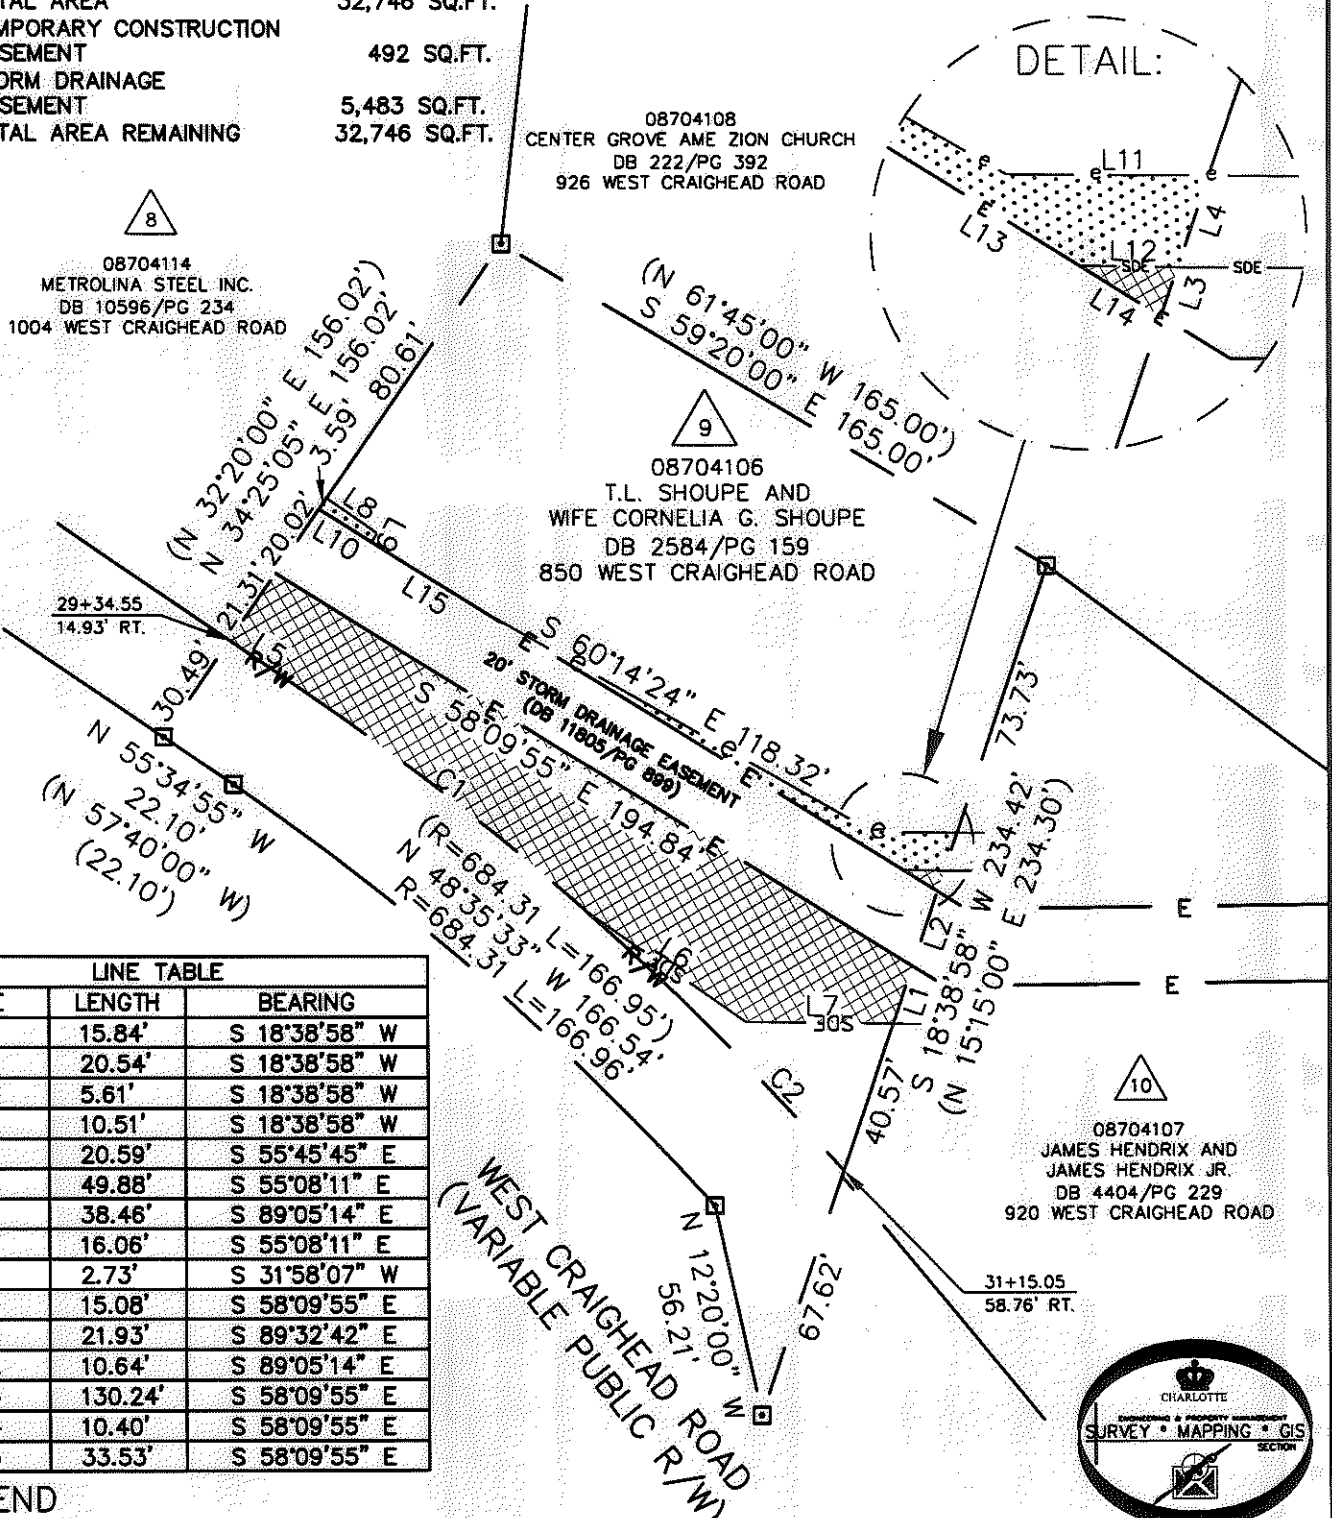 TAL AREA 32,746 SQ.FT.
MPORARY CONSTRUCTION
SEMENT 492 SQ.FT.
ORM DRAINAGE
SEMENT 5,483 SQ.FT.
TAL AREA REMAINING 32,746 SQ.FT.
DETAIL:
L11
e
e
e
E
L13
L4
L12
SDE
SDE
L3
L14
E
08704108
CENTER GROVE AME ZION CHURCH
DB 222/PG 392
926 WEST CRAIGHEAD ROAD
8
08704114
METROLINA STEEL INC.
DB 10596/PG 234
1004 WEST CRAIGHEAD ROAD
(N 32°20'00" E 156.02')
N 34°25'05" E 156.02'
21.31' 20.02' 3.59' 80.61'
(N 61°45'00" W 165.00')
S 59°20'00" E 165.00'
9
08704106
T.L. SHOUPE AND
WIFE CORNELIA G. SHOUPE
DB 2584/PG 159
850 WEST CRAIGHEAD ROAD
L8
L9
L10
L15
29+34.55
14.93' RT.
L5
R/W
30.49'
S 60°14'24" E 118.32'
E
e
e
E
e
20' STORM DRAINAGE EASEMENT
(DB 11805/PG 899)
S 58°09'55" E 194.84'
E
E
73.73'
N 55°34'55" W
22.10'
(N 57°40'00" W)
(22.10')
C1
(R=684.31 L=166.95')
N 48°35'33" W 166.54'
R=684.31 L=166.96'
L6
30S
R/W
L7
30S
L1
L2
S 18°38'58" W 234.42'
(N 15°15'00" E 234.30')
E
E
C2
40.57'
10
08704107
JAMES HENDRIX AND
JAMES HENDRIX JR.
DB 4404/PG 229
920 WEST CRAIGHEAD ROAD
31+15.05
58.76' RT.
67.62'
N 12°20'00" W
56.21'
WEST CRAIGHEAD ROAD
(VARIABLE PUBLIC R/W)
LINE TABLE
E LENGTH BEARING
15.84' S 18°38'58" W
20.54' S 18°38'58" W
5.61' S 18°38'58" W
10.51' S 18°38'58" W
20.59' S 55°45'45" E
49.88' S 55°08'11" E
38.46' S 89°05'14" E
16.06' S 55°08'11" E
2.73' S 31°58'07" W
15.08' S 58°09'55" E
21.93' S 89°32'42" E
10.64' S 89°05'14" E
130.24' S 58°09'55" E
10.40' S 58°09'55" E
33.53' S 58°09'55" E
END
CHARLOTTE
ENGINEERING & PROPERTY MANAGEMENT
SURVEY * MAPPING * GIS
SECTION